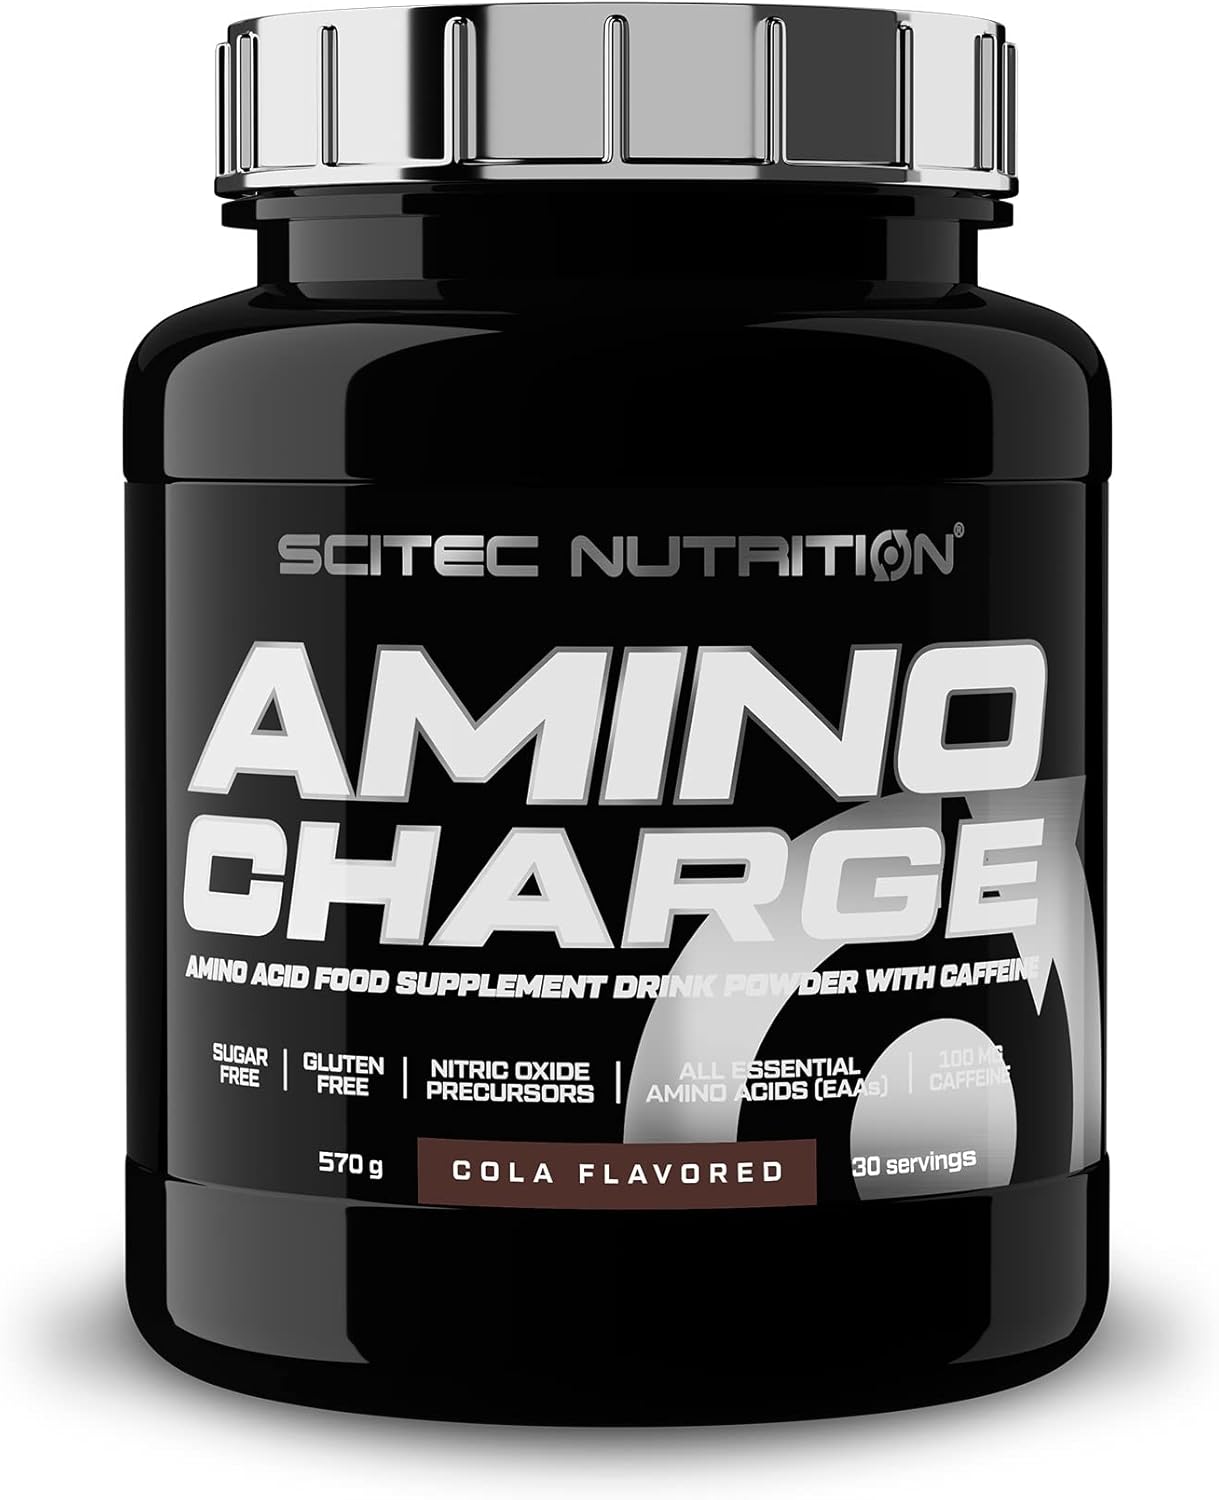 SCITEC NUTRITION®
AMINO
CHARGE
AMINO ACID FOOD SUPPLEMENT DRINK POWDER WITH CAFFEINE
SUGAR FREE | GLUTEN FREE | NITRIC OXIDE PRECURSORS | ALL ESSENTIAL AMINO ACIDS (EAAs) | 100 MG CAFFEINE
570 g COLA FLAVORED 30 servings